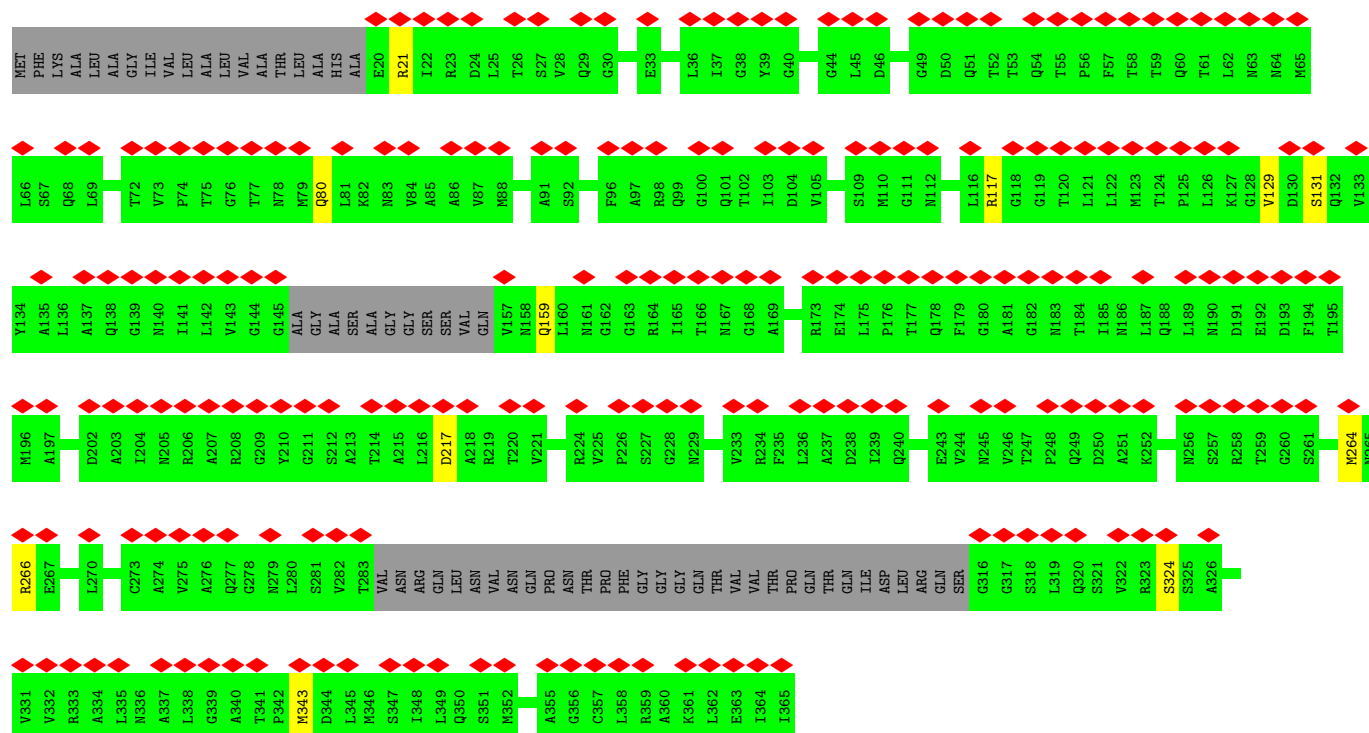 MET PHE LYS ALA LEU ALA GLY ILE VAL LEU ALA LEU VAL ALA THR LEU ALA HIS ALA E20 R21 I22 R23 D24 L25 T26 S27 V28 Q29 G30 E33 L36 I37 G38 Y39 G40 G44 L45 D46 G49 D50 Q51 T52 T53 Q54 T55 P56 F57 T58 T59 Q60 T61 L62 N63 N64 M65
L66 S67 Q68 L69 T72 V73 P74 T75 G76 T77 N78 M79 Q80 L81 K82 N83 V84 A85 A86 V87 M88 A91 S92 F96 A97 R98 Q99 G100 Q101 T102 I103 D104 V105 S109 M110 G111 N112 L116 R117 G118 G119 T120 L121 L122 M123 T124 P125 L126 K127 G128 V129 D130 S131 Q132 V133
Y134 A135 L136 A137 Q138 G139 N140 I141 L142 V143 G144 G145 ALA GLY ALA SER ALA GLY GLY SER SER VAL GLN V157 N158 Q159 L160 N161 G162 G163 R164 I165 T166 N167 G168 A169 R173 E174 L175 P176 T177 Q178 F179 G180 A181 G182 N183 T184 I185 N186 L187 Q188 L189 N190 D191 E192 D193 F194 T195
M196 A197 D202 A203 I204 N205 R206 A207 R208 G209 Y210 G211 S212 A213 T214 A215 L216 D217 A218 R219 T220 V221 R224 V225 P226 S227 G228 N229 V233 R234 F235 L236 A237 D238 I239 Q240 E243 V244 N245 V246 T247 P248 Q249 D250 A251 K252 N256 S257 R258 T259 G260 S261 M264 N265
R266 E267 L270 C273 A274 V275 A276 Q277 G278 N279 L280 S281 V282 T283 VAL ASN ARG GLN LEU ASN VAL ASN GLN PRO ASN THR PRO PHE GLY GLY GLY GLN THR VAL VAL THR PRO GLN THR GLN ILE ASP LEU ARG GLN SER G316 G317 S318 L319 Q320 S321 V322 R323 S324 S325 A326
V331 V332 R333 A334 L335 N336 A337 L338 G339 A340 T341 P342 M343 D344 L345 M346 S347 I348 L349 Q350 S351 M352 A355 G356 C357 L358 R359 A360 K361 L362 E363 I364 I365